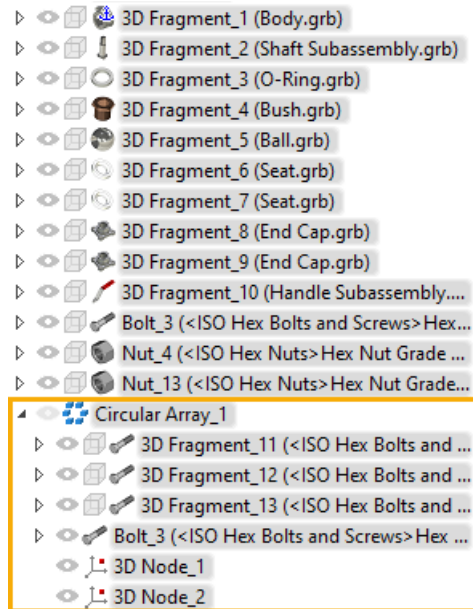 3D Fragment_1 (Body.grb)
3D Fragment_2 (Shaft Subassembly.grb)
3D Fragment_3 (O-Ring.grb)
3D Fragment_4 (Bush.grb)
3D Fragment_5 (Ball.grb)
3D Fragment_6 (Seat.grb)
3D Fragment_7 (Seat.grb)
3D Fragment_8 (End Cap.grb)
3D Fragment_9 (End Cap.grb)
3D Fragment_10 (Handle Subassembly....
Bolt_3 (<ISO Hex Bolts and Screws>Hex...
Nut_4 (<ISO Hex Nuts>Hex Nut Grade ...
Nut_13 (<ISO Hex Nuts>Hex Nut Grade...
Circular Array_1
3D Fragment_11 (<ISO Hex Bolts and ...
3D Fragment_12 (<ISO Hex Bolts and ...
3D Fragment_13 (<ISO Hex Bolts and ...
Bolt_3 (<ISO Hex Bolts and Screws>Hex ...
3D Node_1
3D Node_2